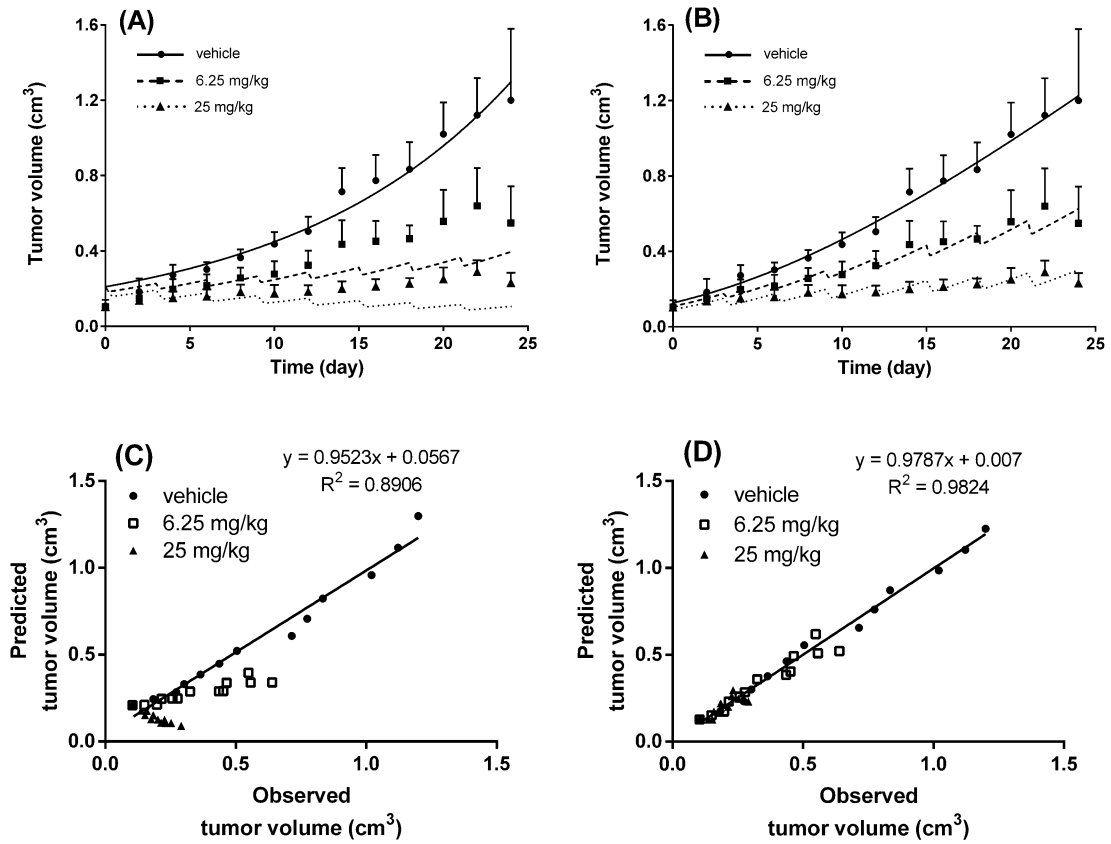 (A)
1.6
1.2
0.8
0.4
0.0
Tumor volume (cm³)
vehicle
6.25 mg/kg
25 mg/kg
0 5 10 15 20 25
Time (day)
(B)
1.6
1.2
0.8
0.4
0.0
Tumor volume (cm³)
vehicle
6.25 mg/kg
25 mg/kg
0 5 10 15 20 25
Time (day)
(C)
y = 0.9523x + 0.0567
R² = 0.8906
1.5
1.0
0.5
0.0
Predicted
tumor volume (cm³)
vehicle
6.25 mg/kg
25 mg/kg
0.0 0.5 1.0 1.5
Observed
tumor volume (cm³)
(D)
y = 0.9787x + 0.007
R² = 0.9824
1.5
1.0
0.5
0.0
Predicted
tumor volume (cm³)
vehicle
6.25 mg/kg
25 mg/kg
0.0 0.5 1.0 1.5
Observed
tumor volume (cm³)